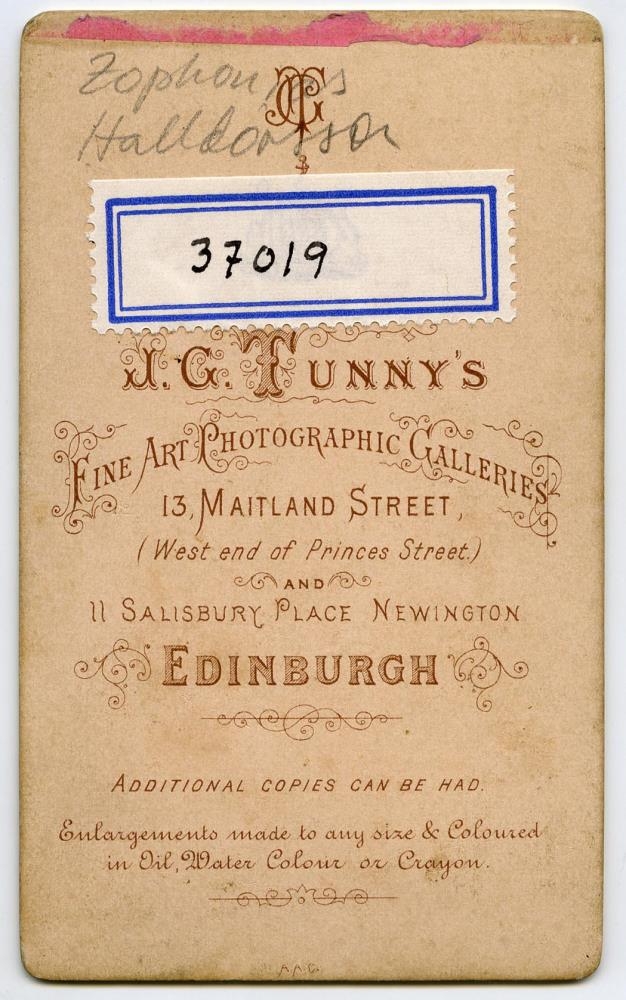 Zophonías
Halldórsson
37019
J. G. TUNNY'S
FINE ART PHOTOGRAPHIC GALLERIES
13, MAITLAND STREET,
(West end of Princes Street.)
AND
11 SALISBURY PLACE NEWINGTON
EDINBURGH
ADDITIONAL COPIES CAN BE HAD.
Enlargements made to any size & Coloured
in Oil, Water Colour or Crayon.